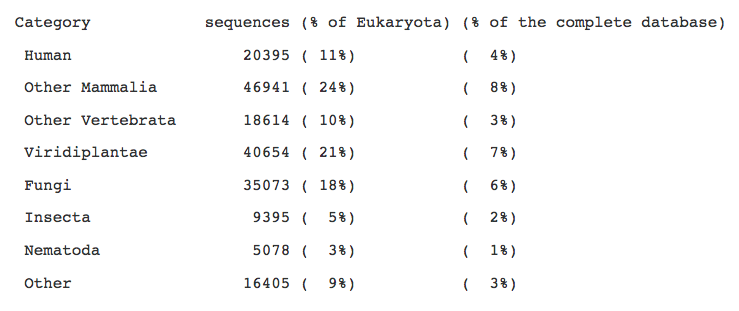 Category sequences (% of Eukaryota) (% of the complete database)
Human 20395 ( 11%) ( 4%)
Other Mammalia 46941 ( 24%) ( 8%)
Other Vertebrata 18614 ( 10%) ( 3%)
Viridiplantae 40654 ( 21%) ( 7%)
Fungi 35073 ( 18%) ( 6%)
Insecta 9395 ( 5%) ( 2%)
Nematoda 5078 ( 3%) ( 1%)
Other 16405 ( 9%) ( 3%)